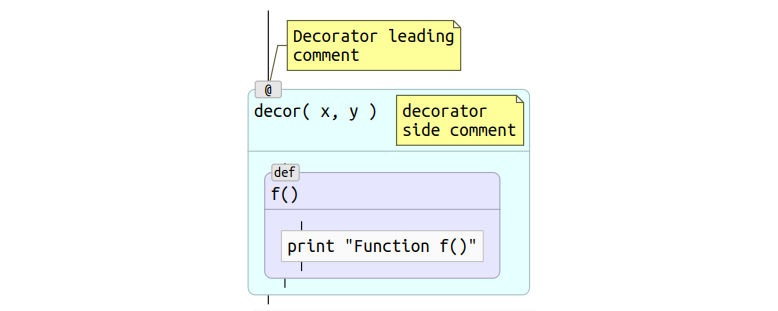 Decorator leading
comment
@
decor( x, y )
decorator
side comment
def
f()
print "Function f()"